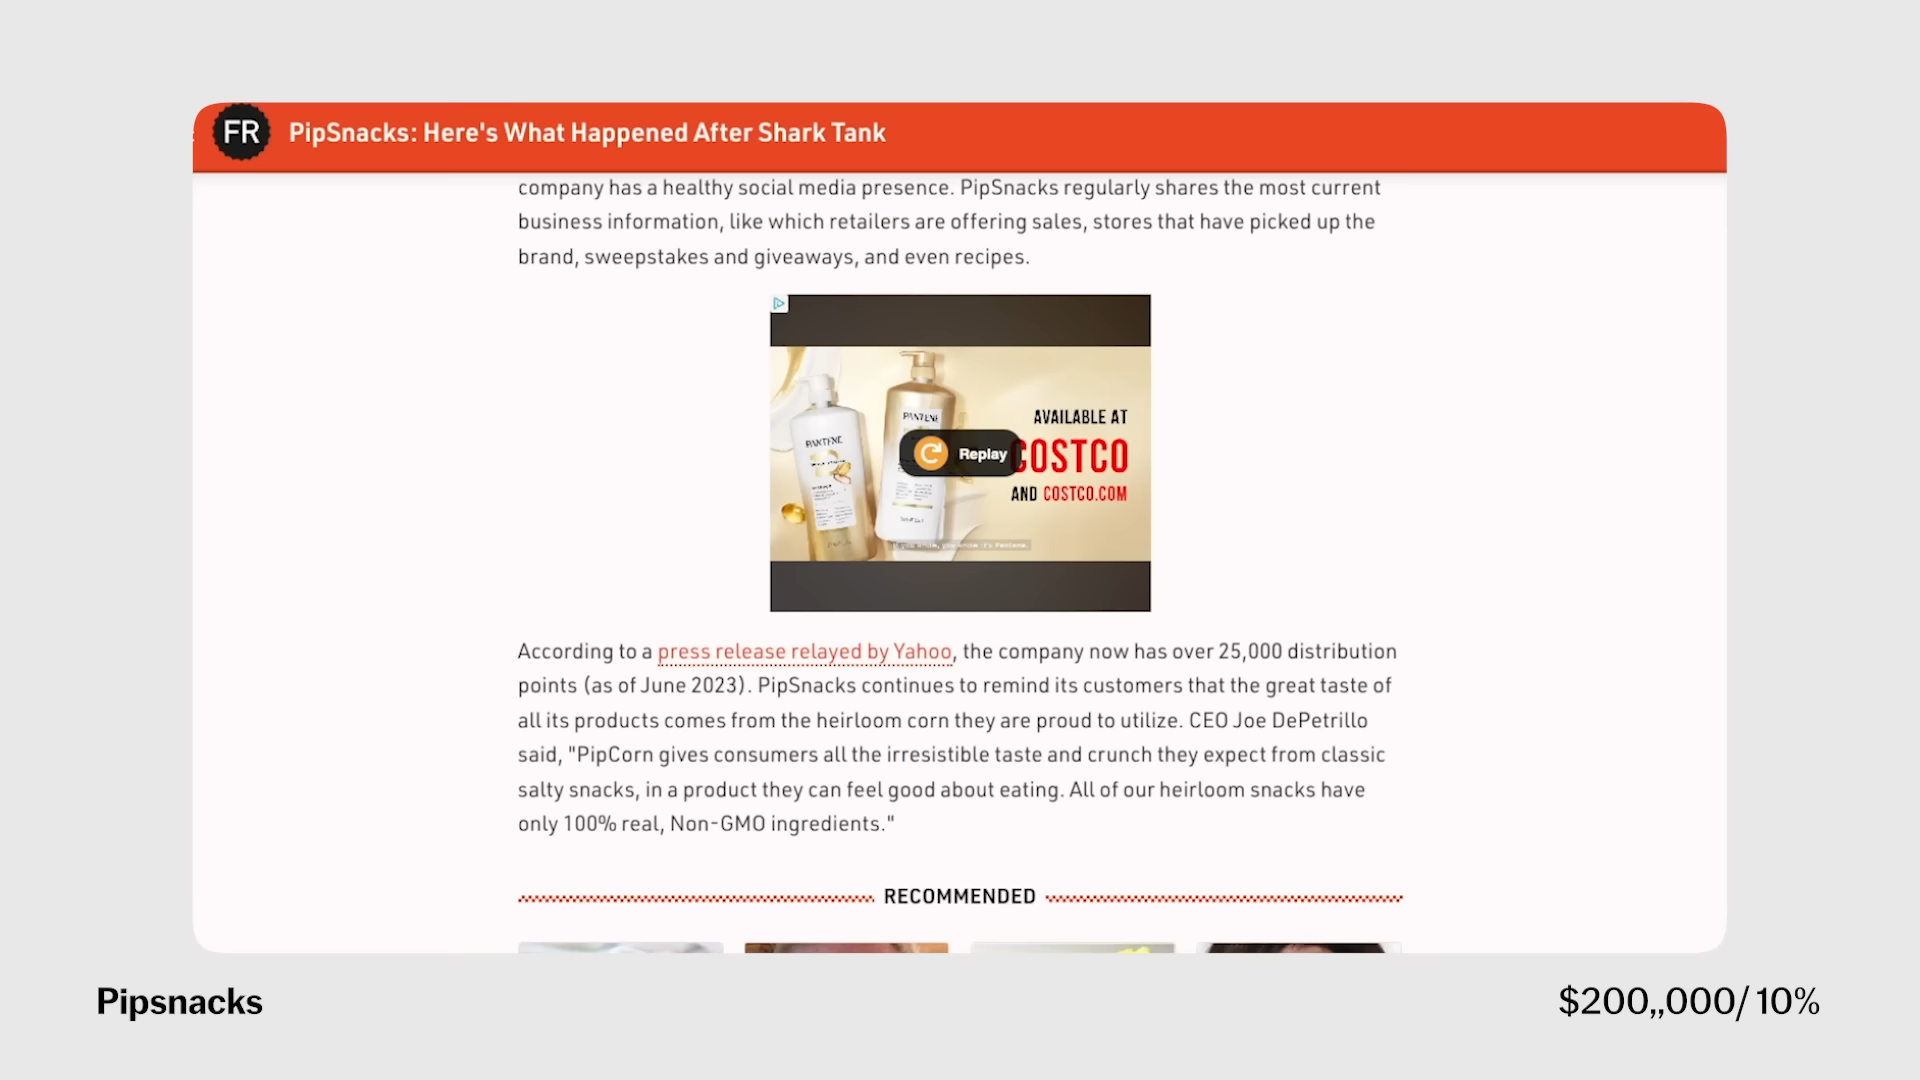 FR PipSnacks: Here's What Happened After Shark Tank
company has a healthy social media presence. PipSnacks regularly shares the most current
business information, like which retailers are offering sales, stores that have picked up the
brand, sweepstakes and giveaways, and even recipes.
PANTENE
PANTENE
AVAILABLE AT
COSTCO
AND COSTCO.COM
Replay
According to a press release relayed by Yahoo, the company now has over 25,000 distribution
points (as of June 2023). PipSnacks continues to remind its customers that the great taste of
all its products comes from the heirloom corn they are proud to utilize. CEO Joe DePetrillo
said, "PipCorn gives consumers all the irresistible taste and crunch they expect from classic
salty snacks, in a product they can feel good about eating. All of our heirloom snacks have
only 100% real, Non-GMO ingredients."
RECOMMENDED
Pipsnacks
$200,,000/10%